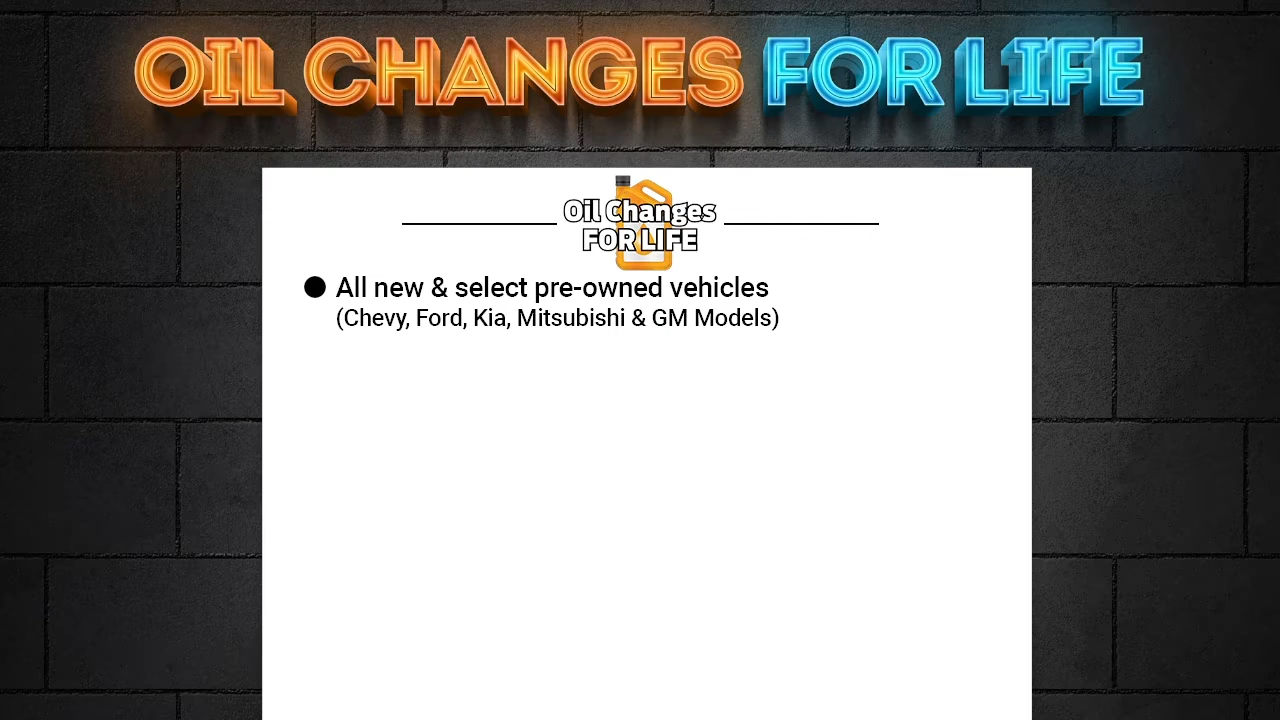 OIL CHANGES FOR LIFE
Oil Changes
FOR LIFE
● All new & select pre-owned vehicles
(Chevy, Ford, Kia, Mitsubishi & GM Models)